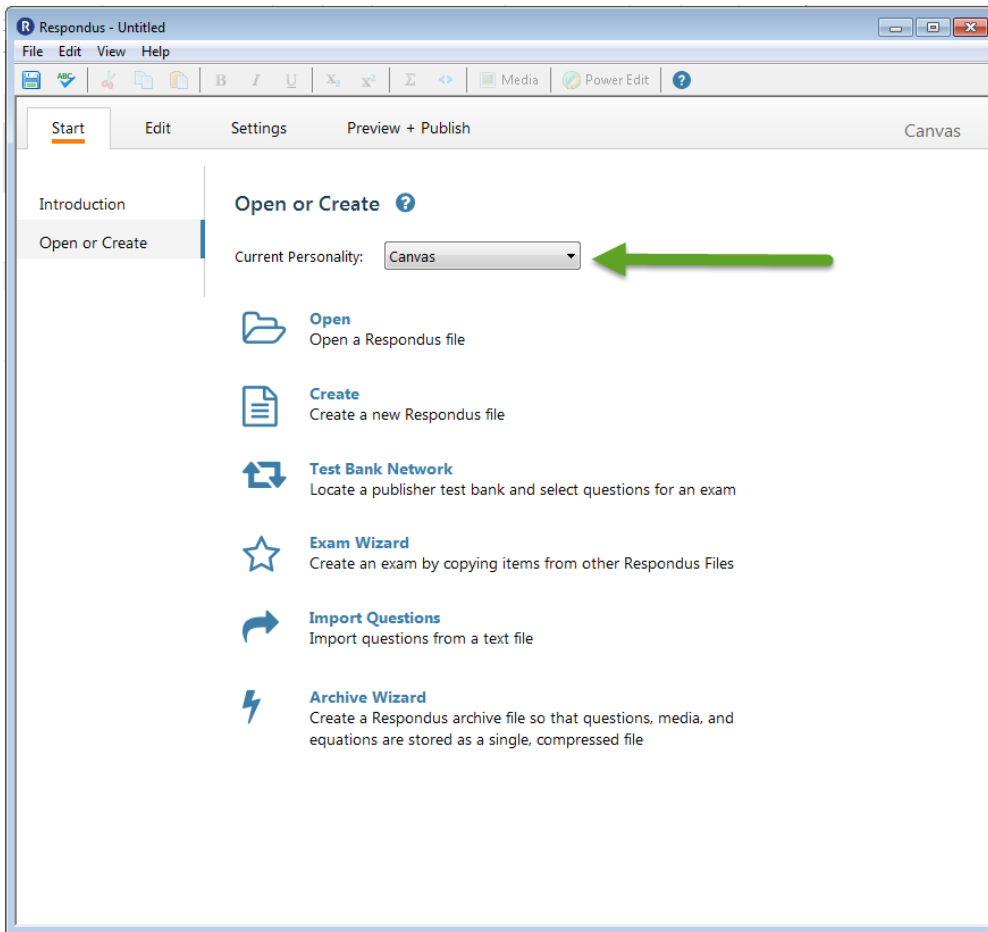 R Respondus - Untitled
File Edit View Help
ABC B I U X₂ x² Σ <> Media Power Edit ?
Start Edit Settings Preview + Publish Canvas
Introduction
Open or Create
Open or Create ?
Current Personality: Canvas
Open
Open a Respondus file
Create
Create a new Respondus file
Test Bank Network
Locate a publisher test bank and select questions for an exam
Exam Wizard
Create an exam by copying items from other Respondus Files
Import Questions
Import questions from a text file
Archive Wizard
Create a Respondus archive file so that questions, media, and
equations are stored as a single, compressed file